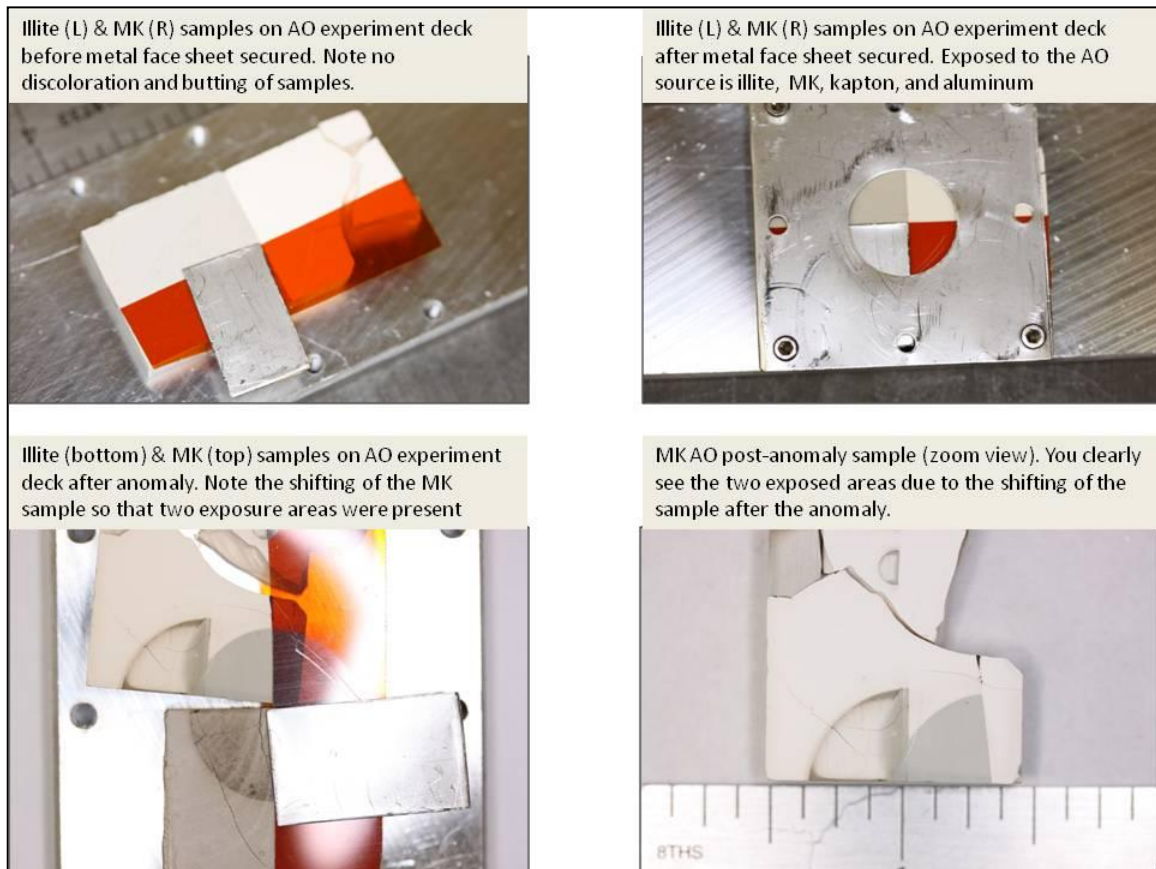 Illite (L) & MK (R) samples on AO experiment deck
before metal face sheet secured. Note no
discoloration and butting of samples.
Illite (L) & MK (R) samples on AO experiment deck
after metal face sheet secured. Exposed to the AO
source is illite, MK, kapton, and aluminum
Illite (bottom) & MK (top) samples on AO experiment
deck after anomaly. Note the shifting of the MK
sample so that two exposure areas were present
MK AO post-anomaly sample (zoom view). You clearly
see the two exposed areas due to the shifting of the
sample after the anomaly.
8THS